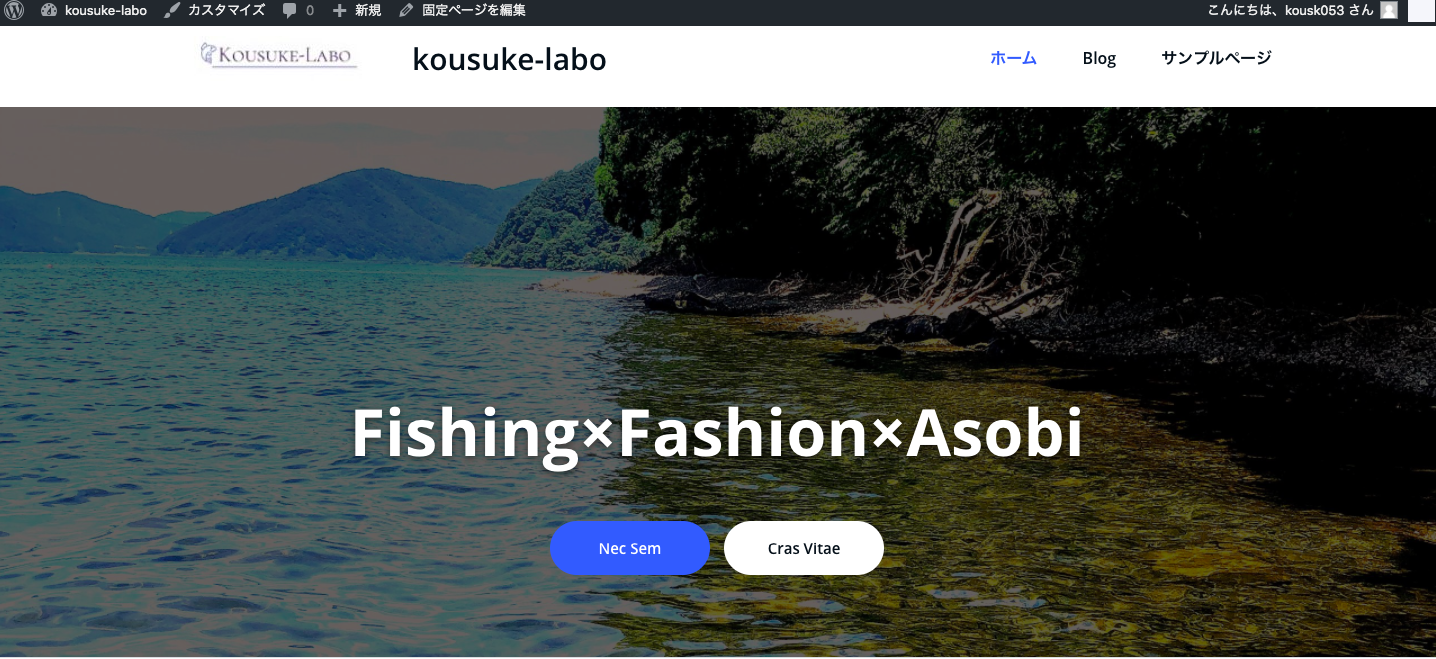 kousuke-labo カスタマイズ 0 新規 固定ページを編集 こんにちは、kousk053 さん
KOUSUKE-LABO kousuke-labo ホーム Blog サンプルページ
Fishing×Fashion×Asobi
Nec Sem Cras Vitae